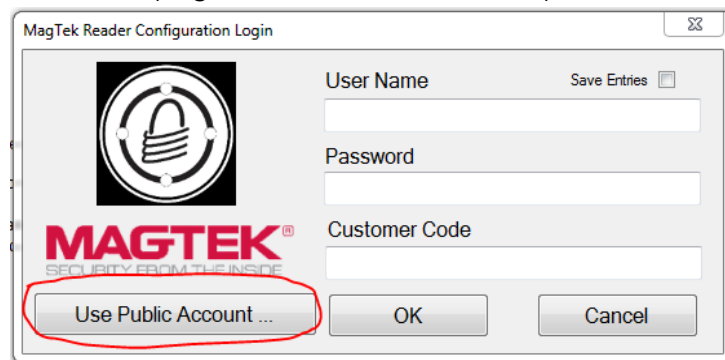 MagTek Reader Configuration Login
User Name
Save Entries
Password
Customer Code
MAGTEK®
SECURITY FROM THE INSIDE
Use Public Account ...
OK
Cancel